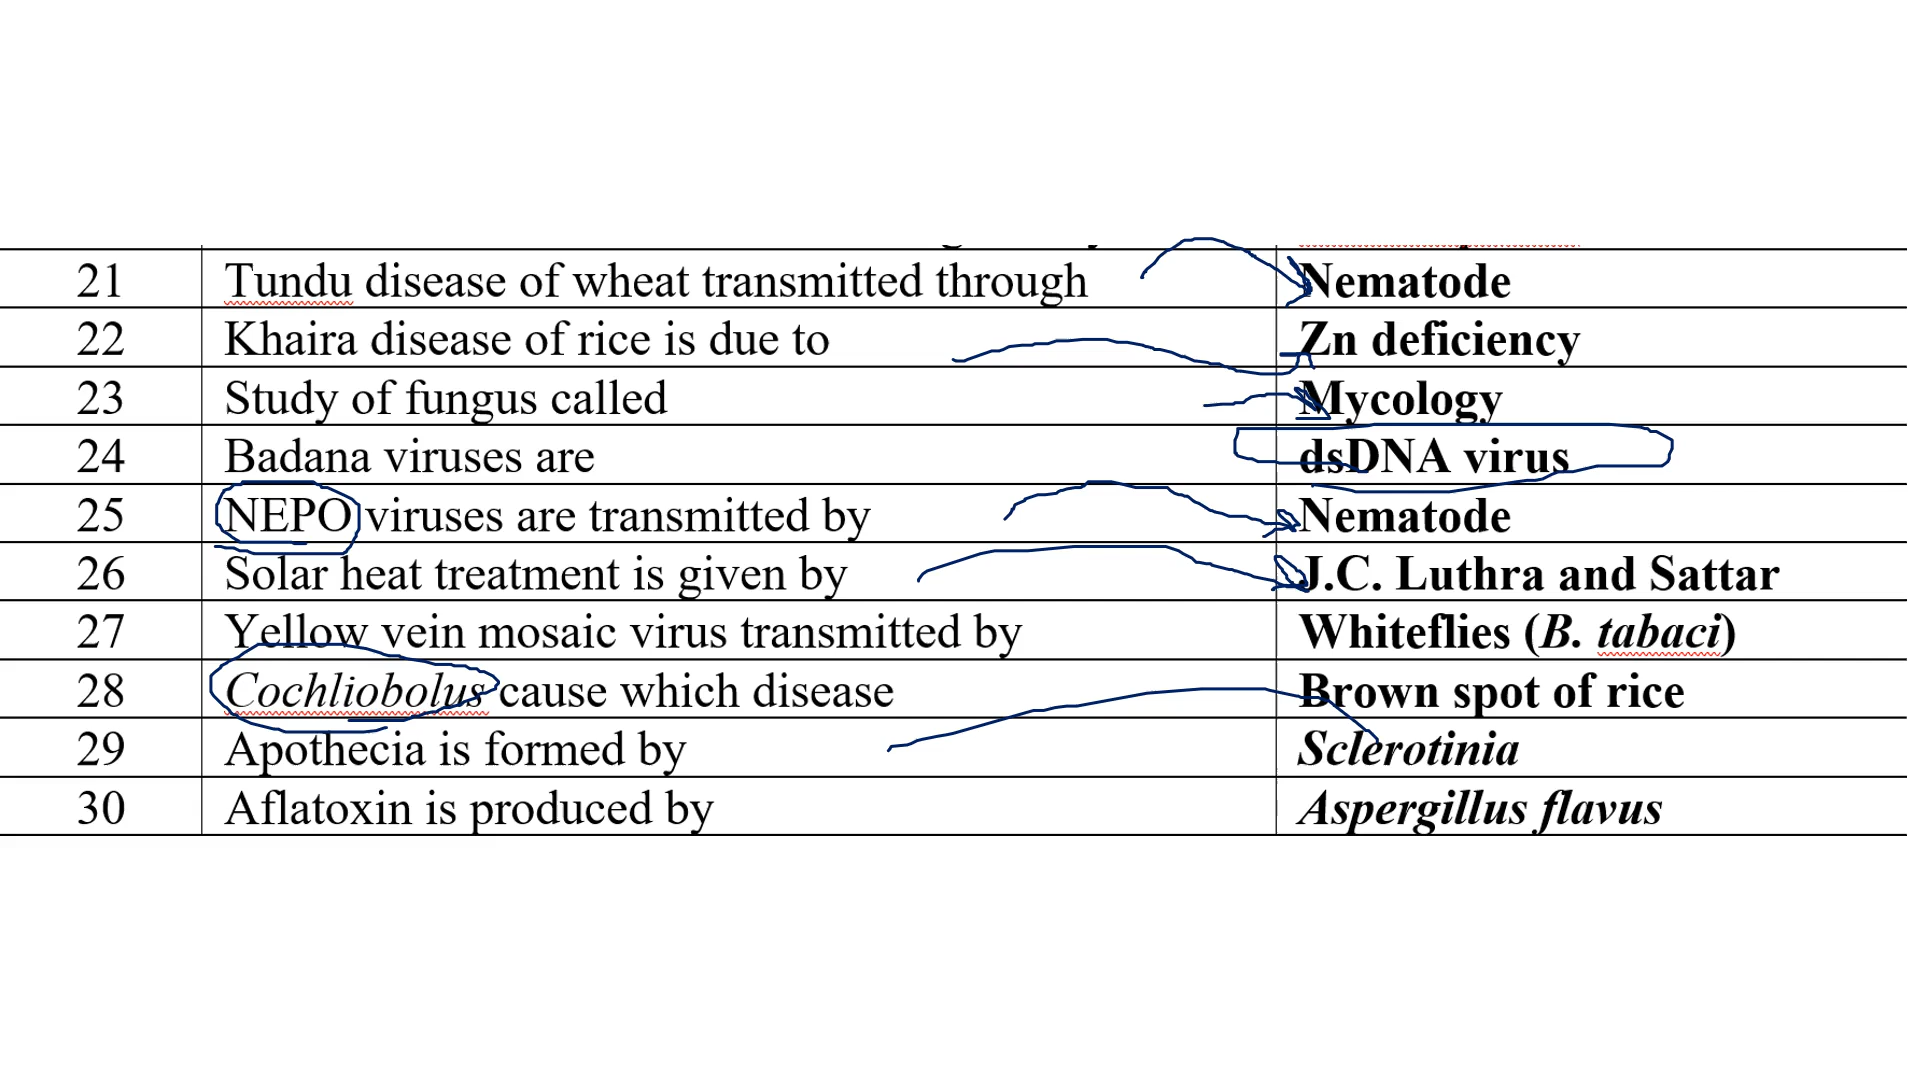 21 Tundu disease of wheat transmitted through Nematode
22 Khaira disease of rice is due to Zn deficiency
23 Study of fungus called Mycology
24 Badana viruses are dsDNA virus
25 NEPO viruses are transmitted by Nematode
26 Solar heat treatment is given by J.C. Luthra and Sattar
27 Yellow vein mosaic virus transmitted by Whiteflies (B. tabaci)
28 Cochliobolus cause which disease Brown spot of rice
29 Apothecia is formed by Sclerotinia
30 Aflatoxin is produced by Aspergillus flavus